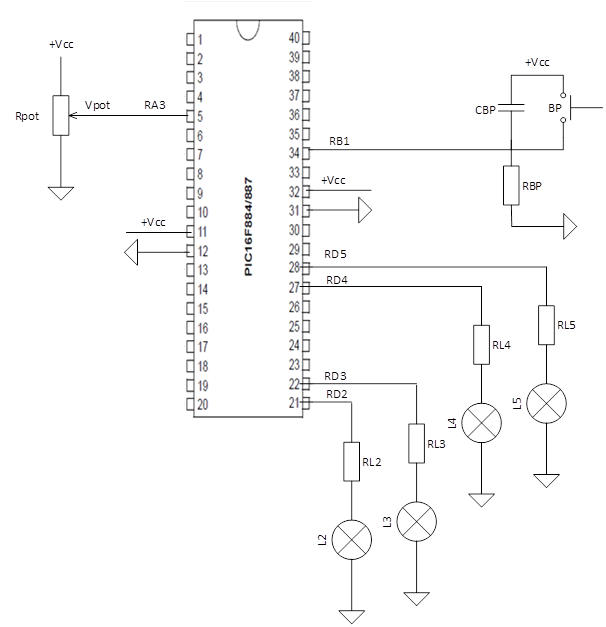 +Vcc
Rpot
Vpot
RA3
+Vcc
1
2
3
4
5
6
7
8
9
10
11
12
13
14
15
16
17
18
19
20
PIC16F884/887
40
39
38
37
36
35
34
33
32
31
30
29
28
27
26
25
24
23
22
21
+Vcc
CBP
BP
RB1
+Vcc
RBP
RD5
RD4
RL5
RL4
L5
L4
RD3
RD2
RL3
RL2
L3
L2